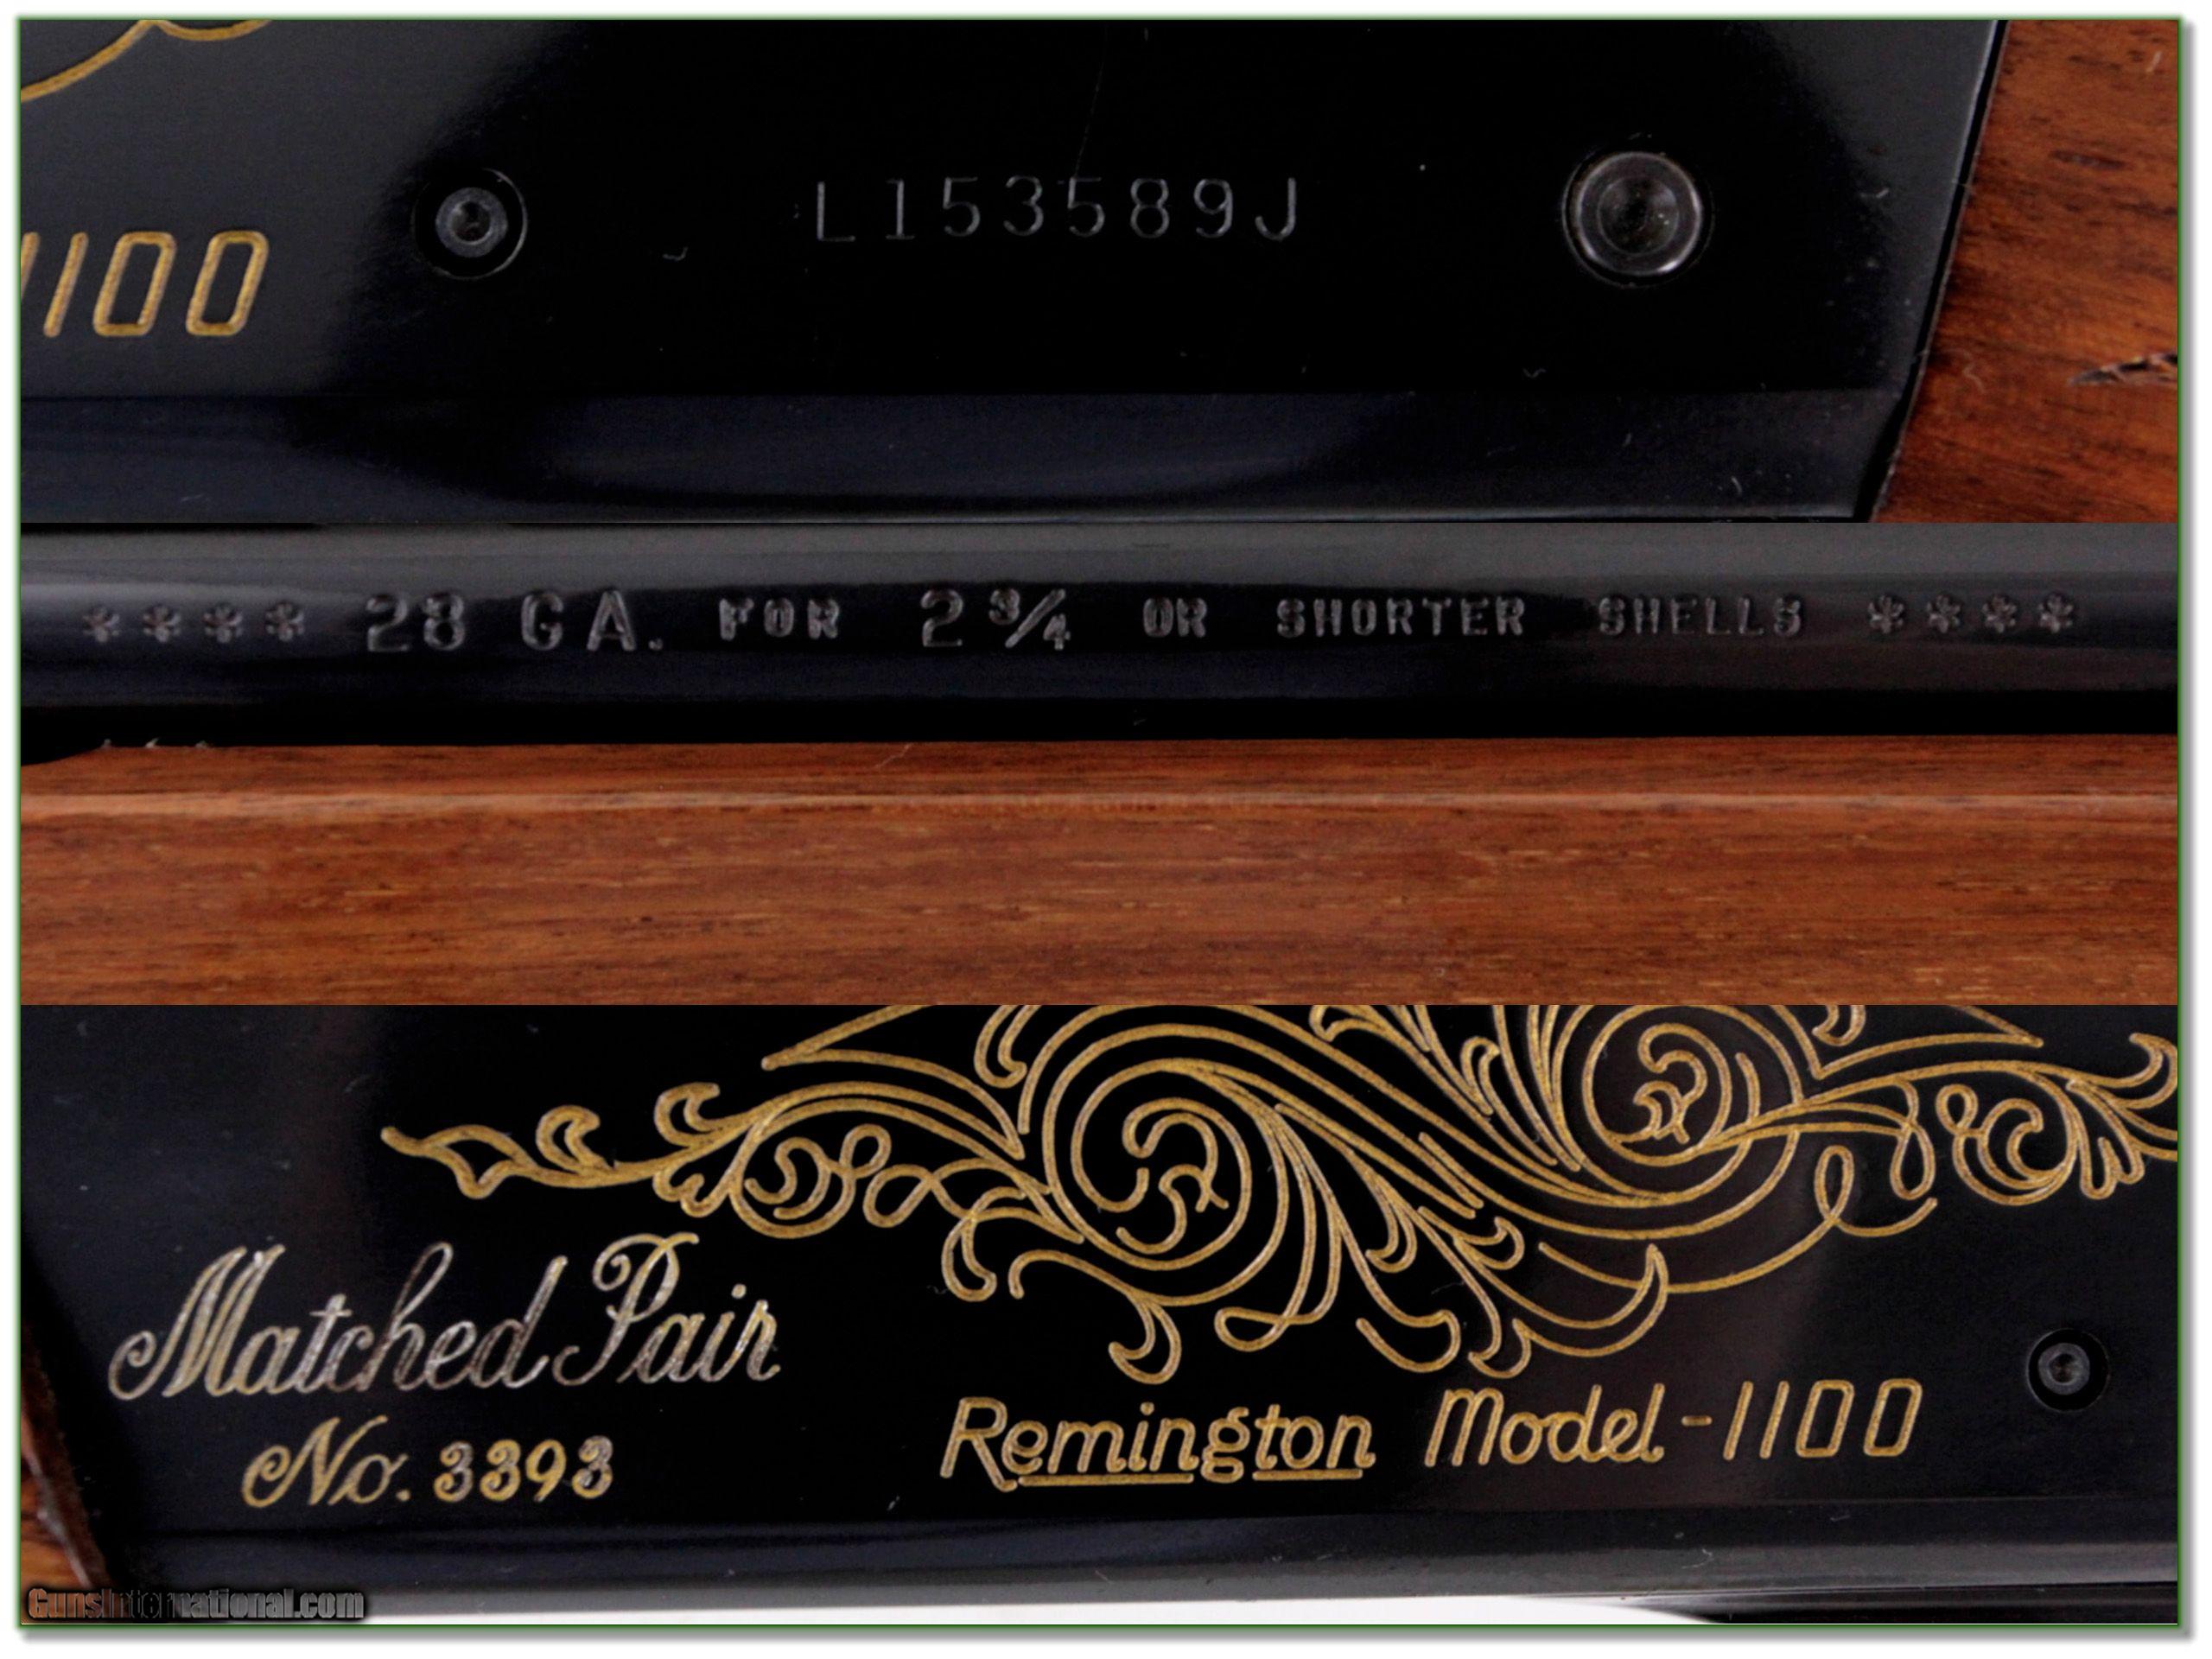 1100
L153589J
**** 28 GA. FOR 2 3/4 OR SHORTER SHELLS ****
Matched Pair
No. 3393
Remington Model-1100
GunsInternational.com